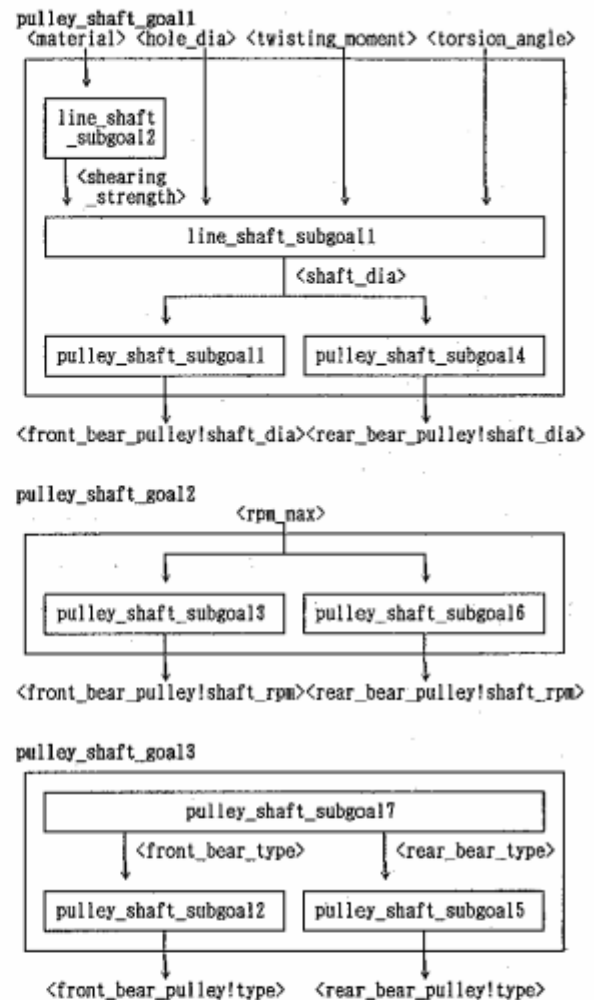 pulley_shaft_goal1
<material> <hole_dia> <twisting_moment> <torsion_angle>
line_shaft
_subgoal2
<shearing
_strength>
line_shaft_subgoal1
<shaft_dia>
pulley_shaft_subgoal1 pulley_shaft_subgoal4
<front_bear_pulley!shaft_dia><rear_bear_pulley!shaft_dia>
pulley_shaft_goal2
<rpm_max>
pulley_shaft_subgoal3 pulley_shaft_subgoal6
<front_bear_pulley!shaft_rpm><rear_bear_pulley!shaft_rpm>
pulley_shaft_goal3
pulley_shaft_subgoal7
<front_bear_type> <rear_bear_type>
pulley_shaft_subgoal2 pulley_shaft_subgoal5
<front_bear_pulley!type> <rear_bear_pulley!type>